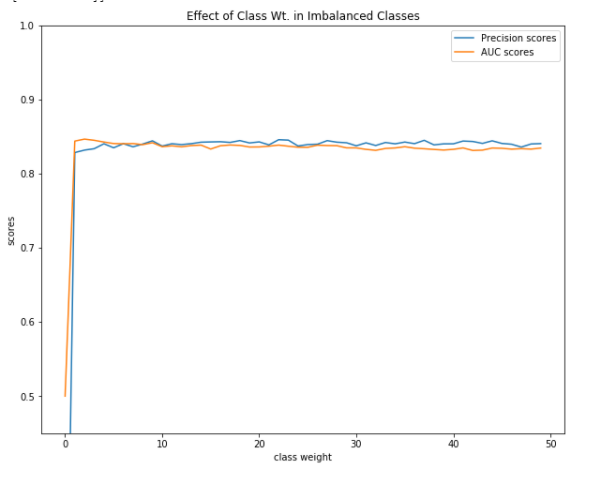 Effect of Class Wt. in Imbalanced Classes
Precision scores
AUC scores
1.0
0.9
0.8
0.7
0.6
0.5
scores
0 10 20 30 40 50
class weight